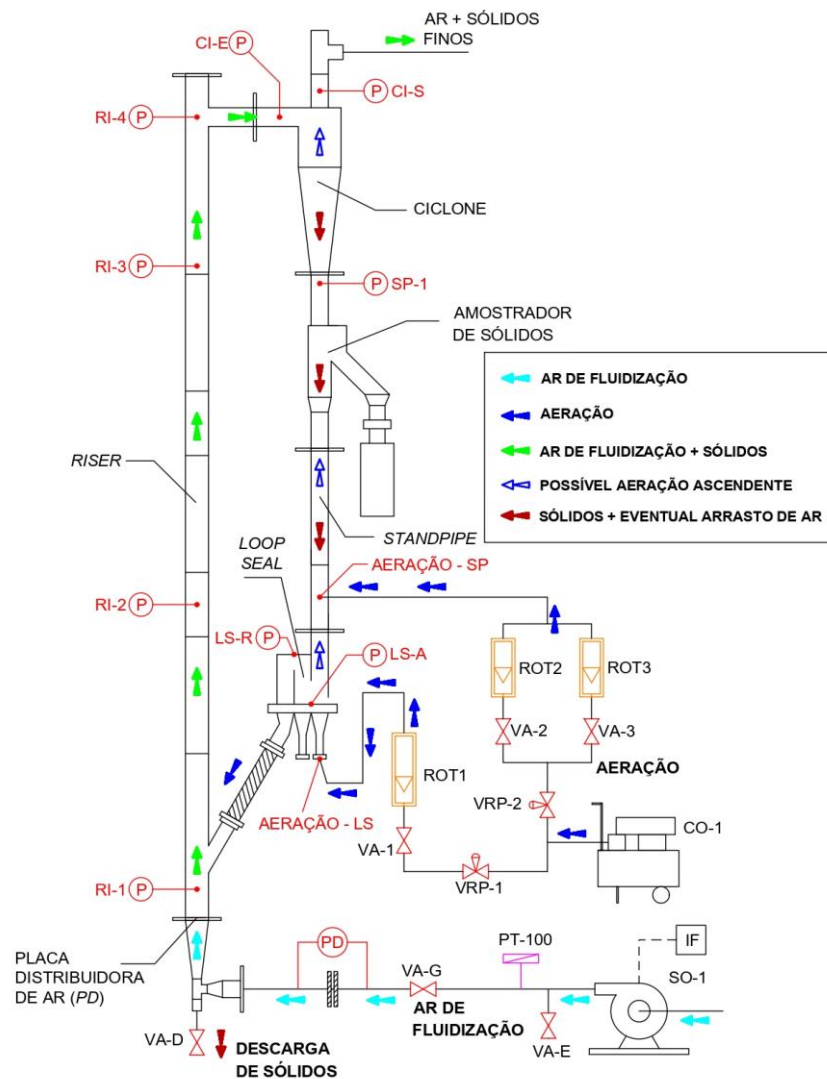 AR + SÓLIDOS
FINOS
CI-E P
P CI-S
RI-4 P
CICLONE
RI-3 P
P SP-1
AMOSTRADOR
DE SÓLIDOS
AR DE FLUIDIZAÇÃO
AERAÇÃO
AR DE FLUIDIZAÇÃO + SÓLIDOS
POSSÍVEL AERAÇÃO ASCENDENTE
SÓLIDOS + EVENTUAL ARRASTO DE AR
RISER
STANDPIPE
LOOP
SEAL
AERAÇÃO - SP
RI-2 P
LS-R P
P LS-A
ROT2
ROT3
VA-2
VA-3
AERAÇÃO
ROT1
VRP-2
CO-1
AERAÇÃO - LS
VA-1
VRP-1
RI-1 P
PLACA
DISTRIBUIDORA
DE AR (PD)
PD
PT-100
IF
VA-G
SO-1
AR DE
FLUIDIZAÇÃO
VA-E
VA-D
DESCARGA
DE SÓLIDOS